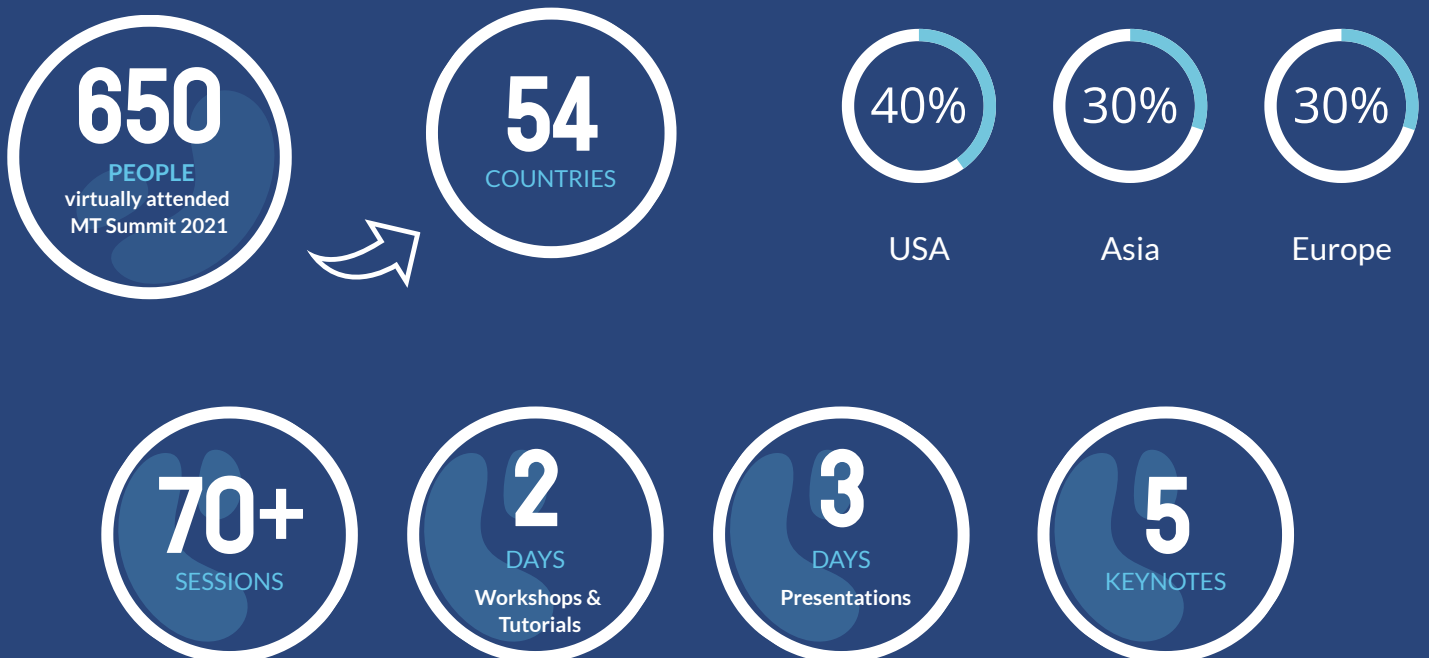 650
PEOPLE
virtually attended
MT Summit 2021
54
COUNTRIES
40%
USA
30%
Asia
30%
Europe
70+
SESSIONS
2
DAYS
Workshops &
Tutorials
3
DAYS
Presentations
5
KEYNOTES